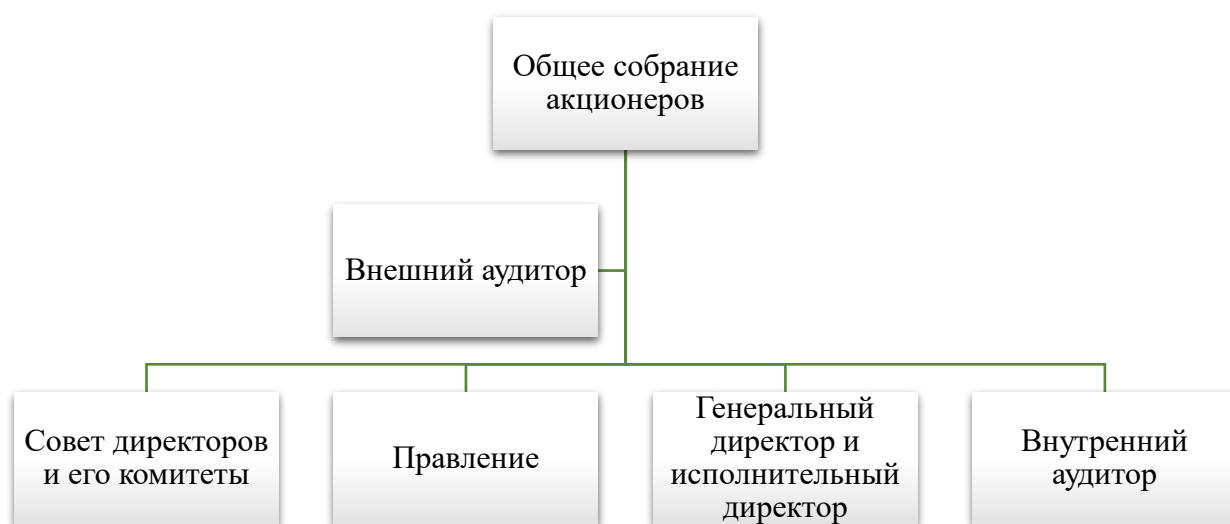 Общее собрание
акционеров
Внешний аудитор
Совет директоров
и его комитеты
Правление
Генеральный
директор и
исполнительный
директор
Внутренний
аудитор